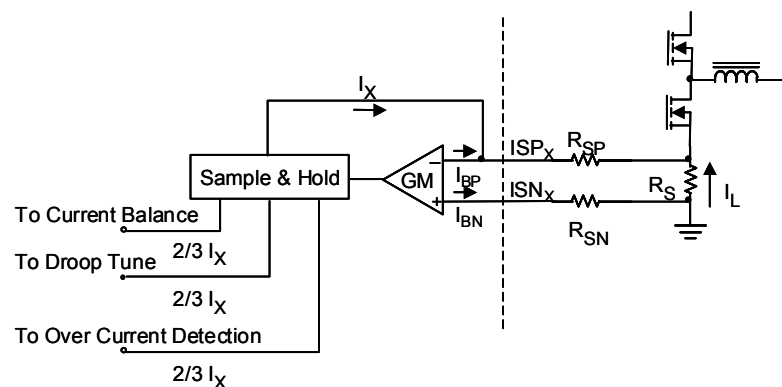 I_X
ISP_X
R_SP
Sample & Hold
GM
−
+
I_BP
I_BN
ISN_X
R_SN
R_S
I_L
To Current Balance
2/3 I_X
To Droop Tune
2/3 I_X
To Over Current Detection
2/3 I_X